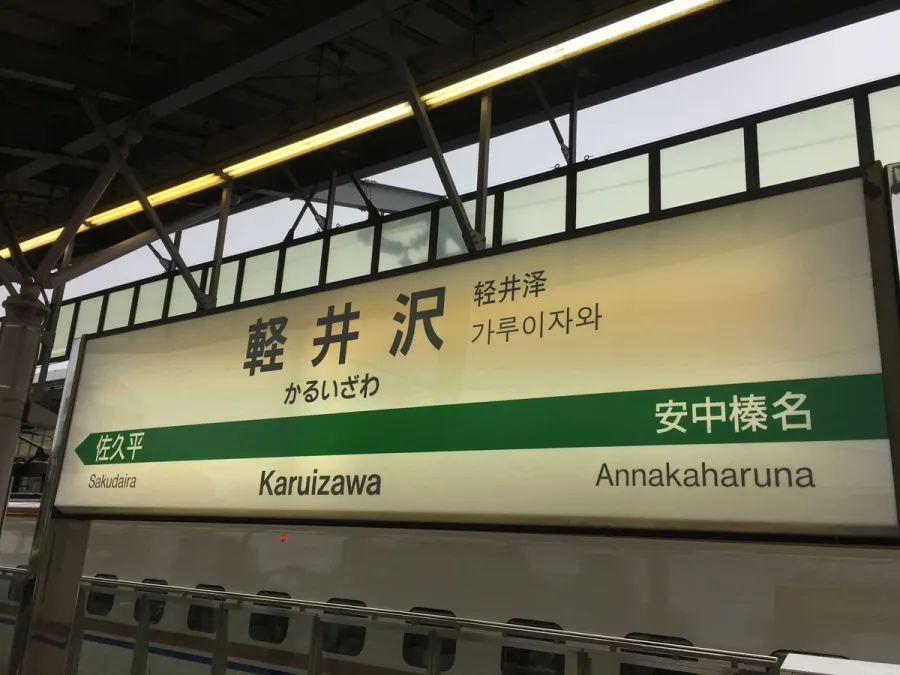 軽井沢
轻井泽
가루이자와
かるいざわ
佐久平
安中榛名
Sakudaira
Karuizawa
Annakaharuna